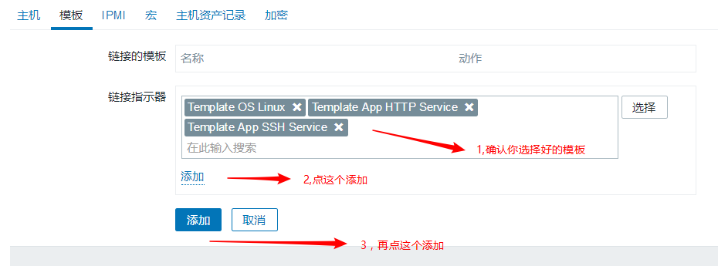 主机 模板 IPMI 宏 主机资产记录 加密
链接的模板 名称 动作
链接指示器
Template OS Linux ✖ Template App HTTP Service ✖ 选择
Template App SSH Service ✖
在此输入搜索 1,确认你选择好的模板
添加 2,点这个添加
添加 取消
3，再点这个添加